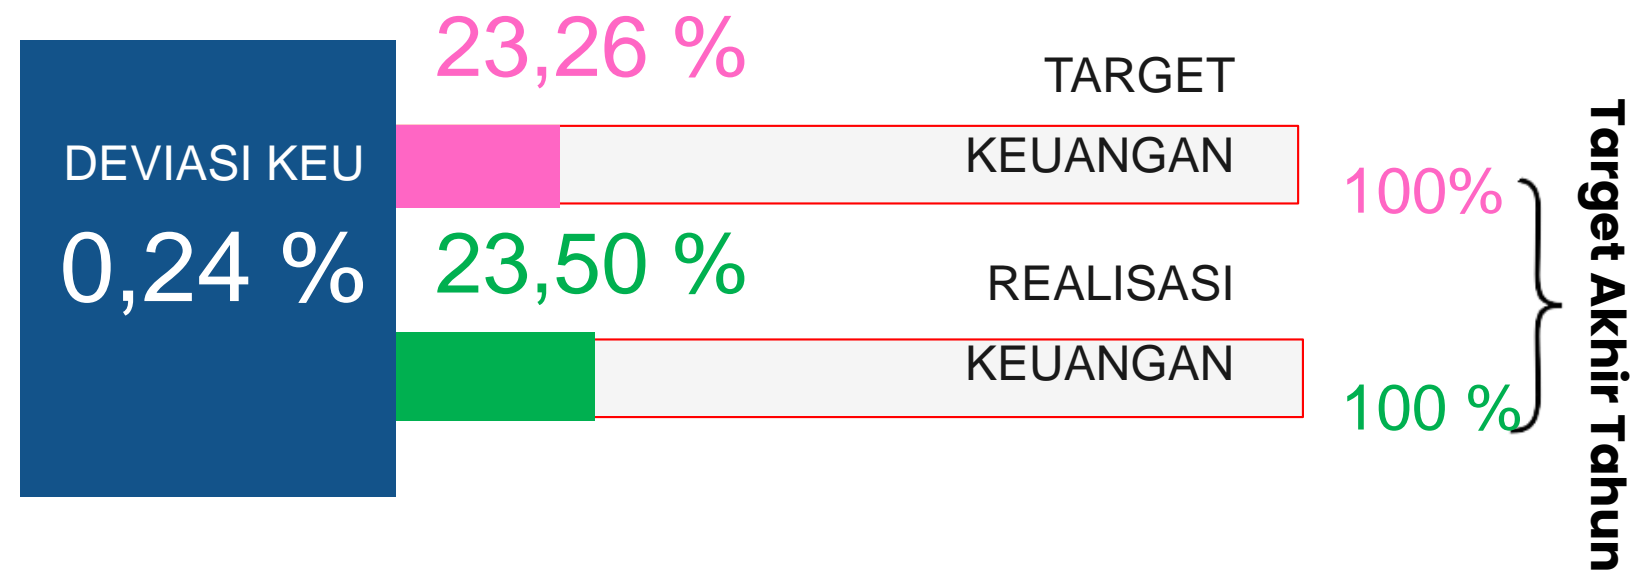 DEVIASI KEU
0,24 %
23,26 %
TARGET
KEUANGAN
100%
23,50 %
REALISASI
KEUANGAN
100 %
Target Akhir Tahun